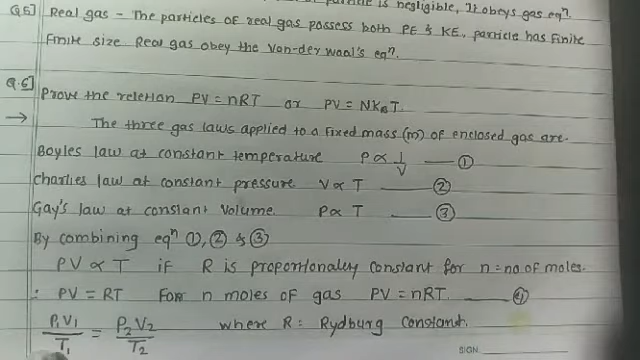 particle is negligible, It obeys gas eqⁿ.
Q.5] Real gas - The particles of real gas possess both PE & KE, particle has finite
finite size Real gas obey the Van-der waal's eqⁿ.
Q.6] Prove the reletion PV = nRT or PV = NK_BT.
→ The three gas laws applied to a fixed mass (m) of enclosed gas are.
Boyles law at constant temperature P ∝ 1/V — ①
Charlies law at constant pressure V ∝ T — ②
Gay's law at constant volume. P ∝ T — ③
By combining eqⁿ ①, ② & ③
PV ∝ T if R is proportionaley constant for n = no of moles.
∴ PV = RT For n moles of gas PV = nRT. — ④
P₁V₁/T₁ = P₂V₂/T₂ where R = Rydburg constant.
SIGN